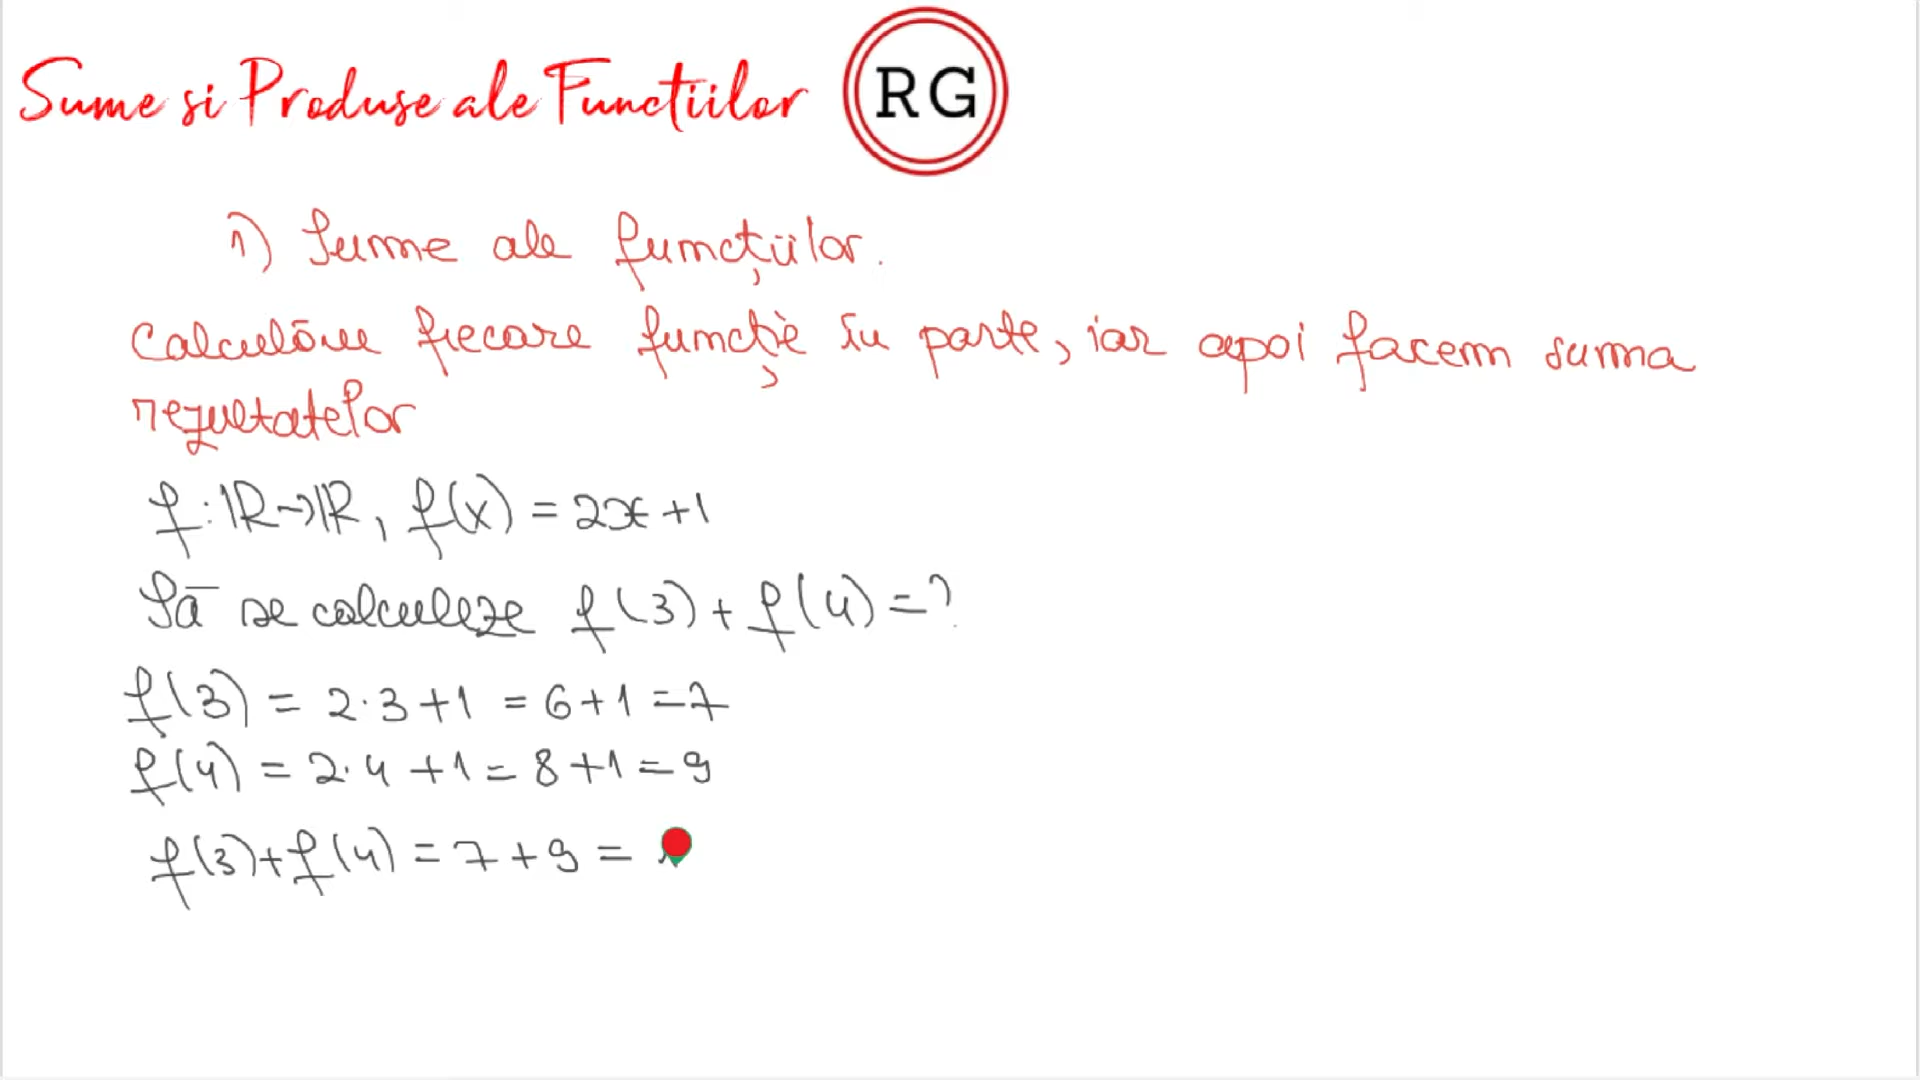 Sume si Produse ale Functiilor
RG
1) Sume ale funcțiilor.
Calculăm fiecare funcție în parte, iar apoi facem suma
rezultatelor
f:ℝ→ℝ, f(x) = 2x+1
Să se calculeze f(3)+f(4)=?
f(3) = 2·3+1 = 6+1=7
f(4) = 2·4+1 = 8+1=9
f(3)+f(4) = 7+9 =